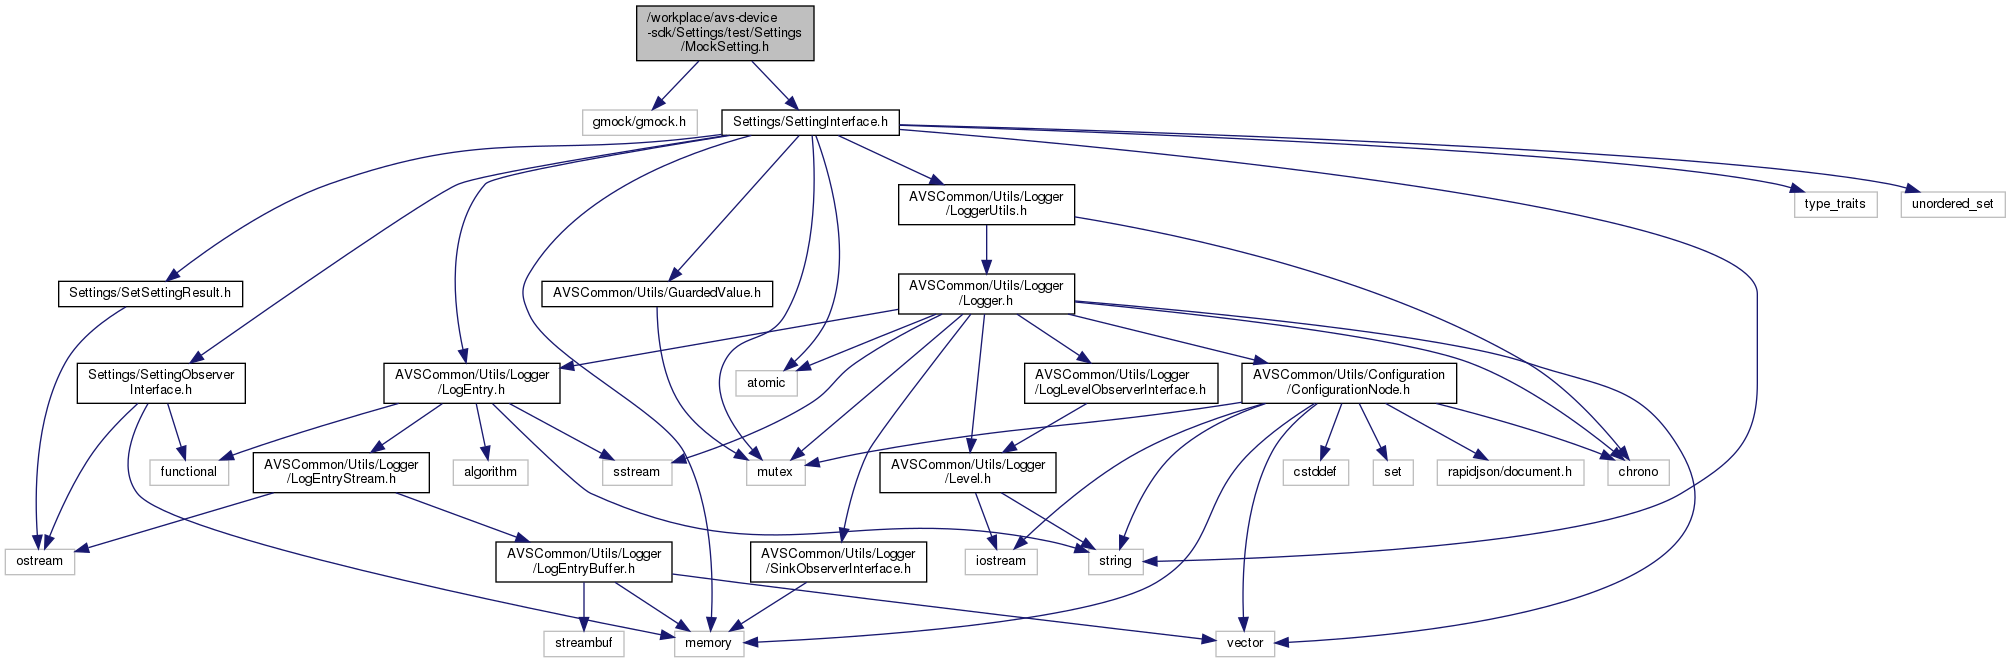 /workplace/avs-device
-sdk/Settings/test/Settings
/MockSetting.h
gmock/gmock.h
Settings/SettingInterface.h
AVSCommon/Utils/Logger
/LoggerUtils.h
type_traits
unordered_set
Settings/SetSettingResult.h
AVSCommon/Utils/GuardedValue.h
AVSCommon/Utils/Logger
/Logger.h
Settings/SettingObserver
Interface.h
AVSCommon/Utils/Logger
/LogEntry.h
atomic
AVSCommon/Utils/Logger
/LogLevelObserverInterface.h
AVSCommon/Utils/Configuration
/ConfigurationNode.h
functional
AVSCommon/Utils/Logger
/LogEntryStream.h
algorithm
sstream
mutex
AVSCommon/Utils/Logger
/Level.h
cstddef
set
rapidjson/document.h
chrono
ostream
AVSCommon/Utils/Logger
/LogEntryBuffer.h
AVSCommon/Utils/Logger
/SinkObserverInterface.h
iostream
string
streambuf
memory
vector